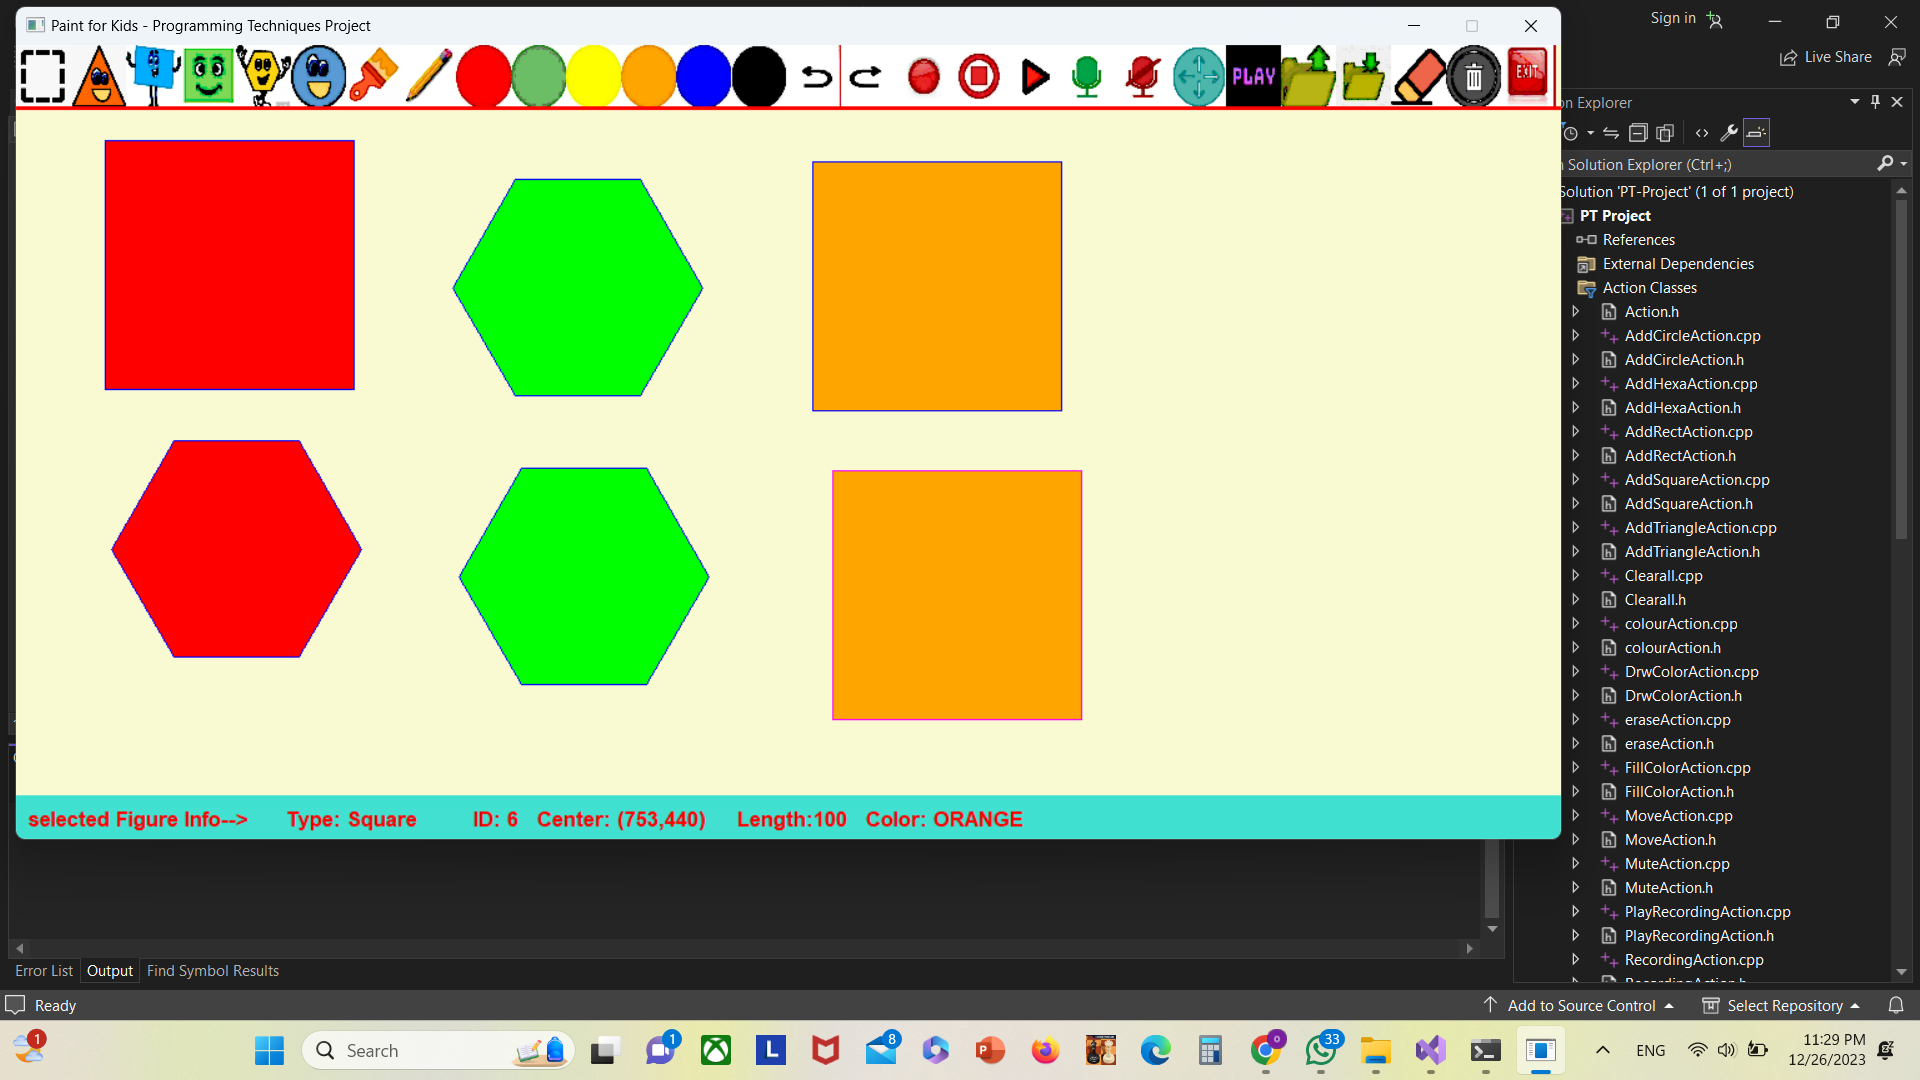 Paint for Kids - Programming Techniques Project
Sign in
PLAY
EXIT
Live Share
on Explorer
Solution Explorer (Ctrl+;)
Solution 'PT-Project' (1 of 1 project)
PT Project
References
External Dependencies
Action Classes
Action.h
AddCircleAction.cpp
AddCircleAction.h
AddHexaAction.cpp
AddHexaAction.h
AddRectAction.cpp
AddRectAction.h
AddSquareAction.cpp
AddSquareAction.h
AddTriangleAction.cpp
AddTriangleAction.h
Clearall.cpp
Clearall.h
colourAction.cpp
colourAction.h
DrwColorAction.cpp
DrwColorAction.h
eraseAction.cpp
eraseAction.h
FillColorAction.cpp
FillColorAction.h
MoveAction.cpp
MoveAction.h
MuteAction.cpp
MuteAction.h
PlayRecordingAction.cpp
PlayRecordingAction.h
RecordingAction.cpp
RecordingAction.h
selected Figure Info--> Type: Square ID: 6 Center: (753,440) Length:100 Color: ORANGE
Error List Output Find Symbol Results
Ready
Add to Source Control Select Repository
1
Search
1
L
8
P
33
ENG
11:29 PM
12/26/2023